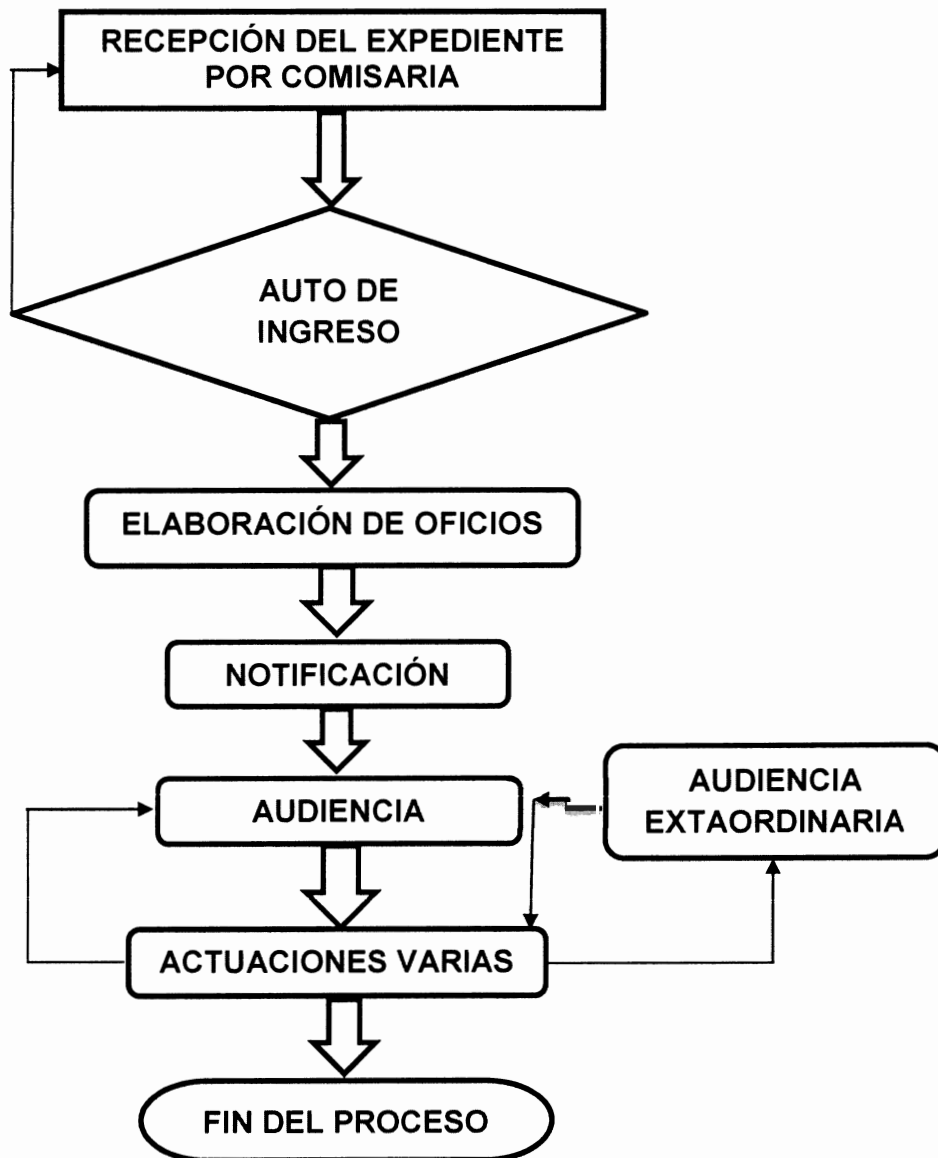 RECEPCIÓN DEL EXPEDIENTE
POR COMISARIA
AUTO DE
INGRESO
ELABORACIÓN DE OFICIOS
NOTIFICACIÓN
AUDIENCIA
AUDIENCIA
EXTAORDINARIA
ACTUACIONES VARIAS
FIN DEL PROCESO